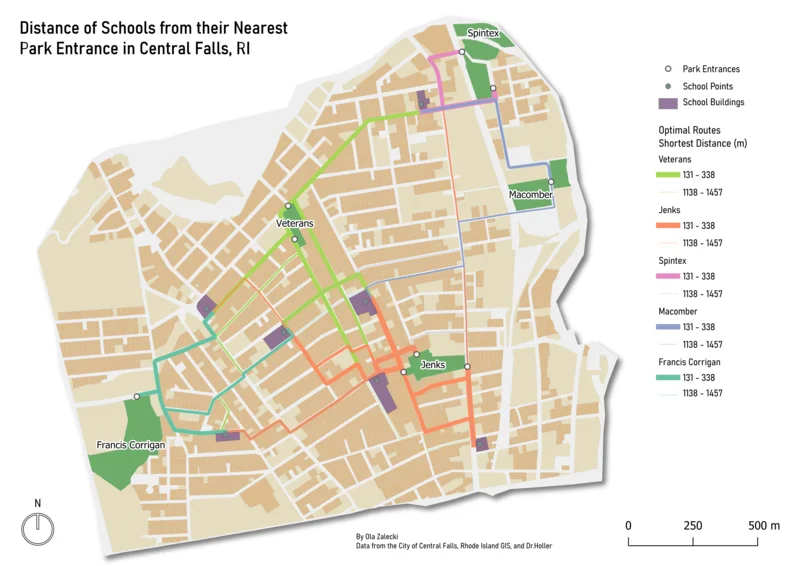 Distance of Schools from their Nearest
Park Entrance in Central Falls, RI
Spintex
Macomber
Veterans
Jenks
Francis Corrigan
Park Entrances
School Points
School Buildings
Optimal Routes
Shortest Distance (m)
Veterans
131 - 338
1138 - 1457
Jenks
131 - 338
1138 - 1457
Spintex
131 - 338
1138 - 1457
Macomber
131 - 338
1138 - 1457
Francis Corrigan
131 - 338
1138 - 1457
N
By Ola Zalecki
Data from the City of Central Falls, Rhode Island GIS, and Dr.Holler
0 250 500 m